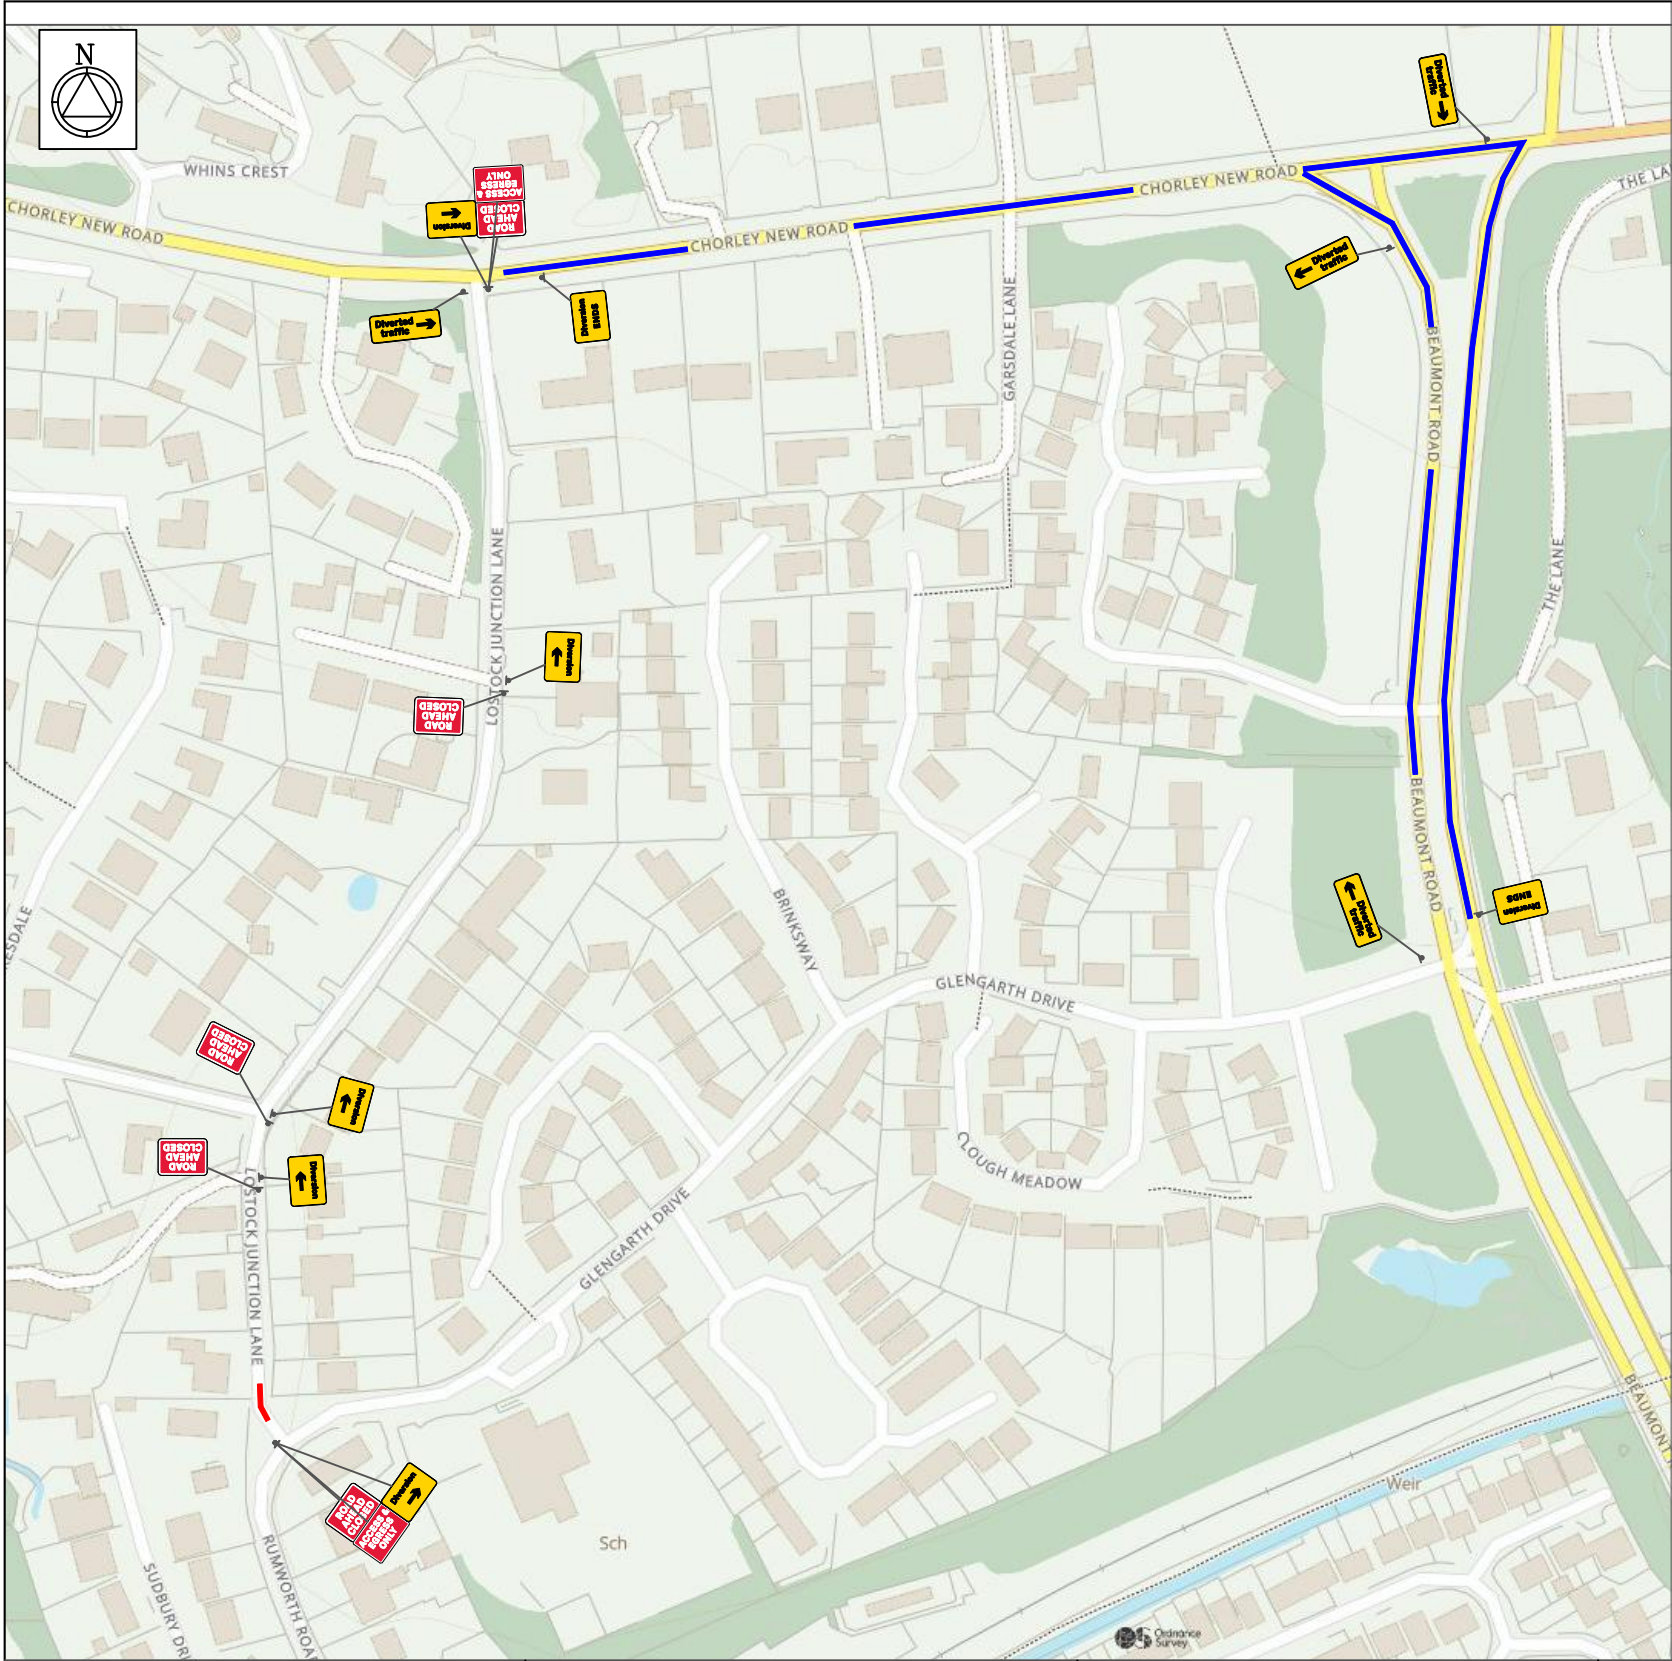 N
Diverted
traffic
WHINS CREST
ACCESS &
EGRESS
ONLY
ROAD
AHEAD
CLOSED
Diversion
CHORLEY NEW ROAD
CHORLEY NEW ROAD
CHORLEY NEW ROAD
THE LA
Diverted
traffic
Diverted
traffic
Diversion
ENDS
GARSDALE LANE
BEAUMONT ROAD
THE LANE
LOSTOCK JUNCTION LANE
Diversion
ROAD
AHEAD
CLOSED
BEAUMONT ROAD
Diverted
traffic
Diversion
ENDS
BRINKSWAY
ESDALE
GLENGARTH DRIVE
ROAD
AHEAD
CLOSED
Diversion
ROAD
AHEAD
CLOSED
Diversion
CLOUGH MEADOW
LOSTOCK JUNCTION LANE
GLENGARTH DRIVE
BEAUMONT
Diversion
ROAD
AHEAD
CLOSED
ACCESS &
EGRESS
ONLY
Weir
Sch
RUMWORTH ROA
SUDBURY DRI
OS
Ordnance
Survey